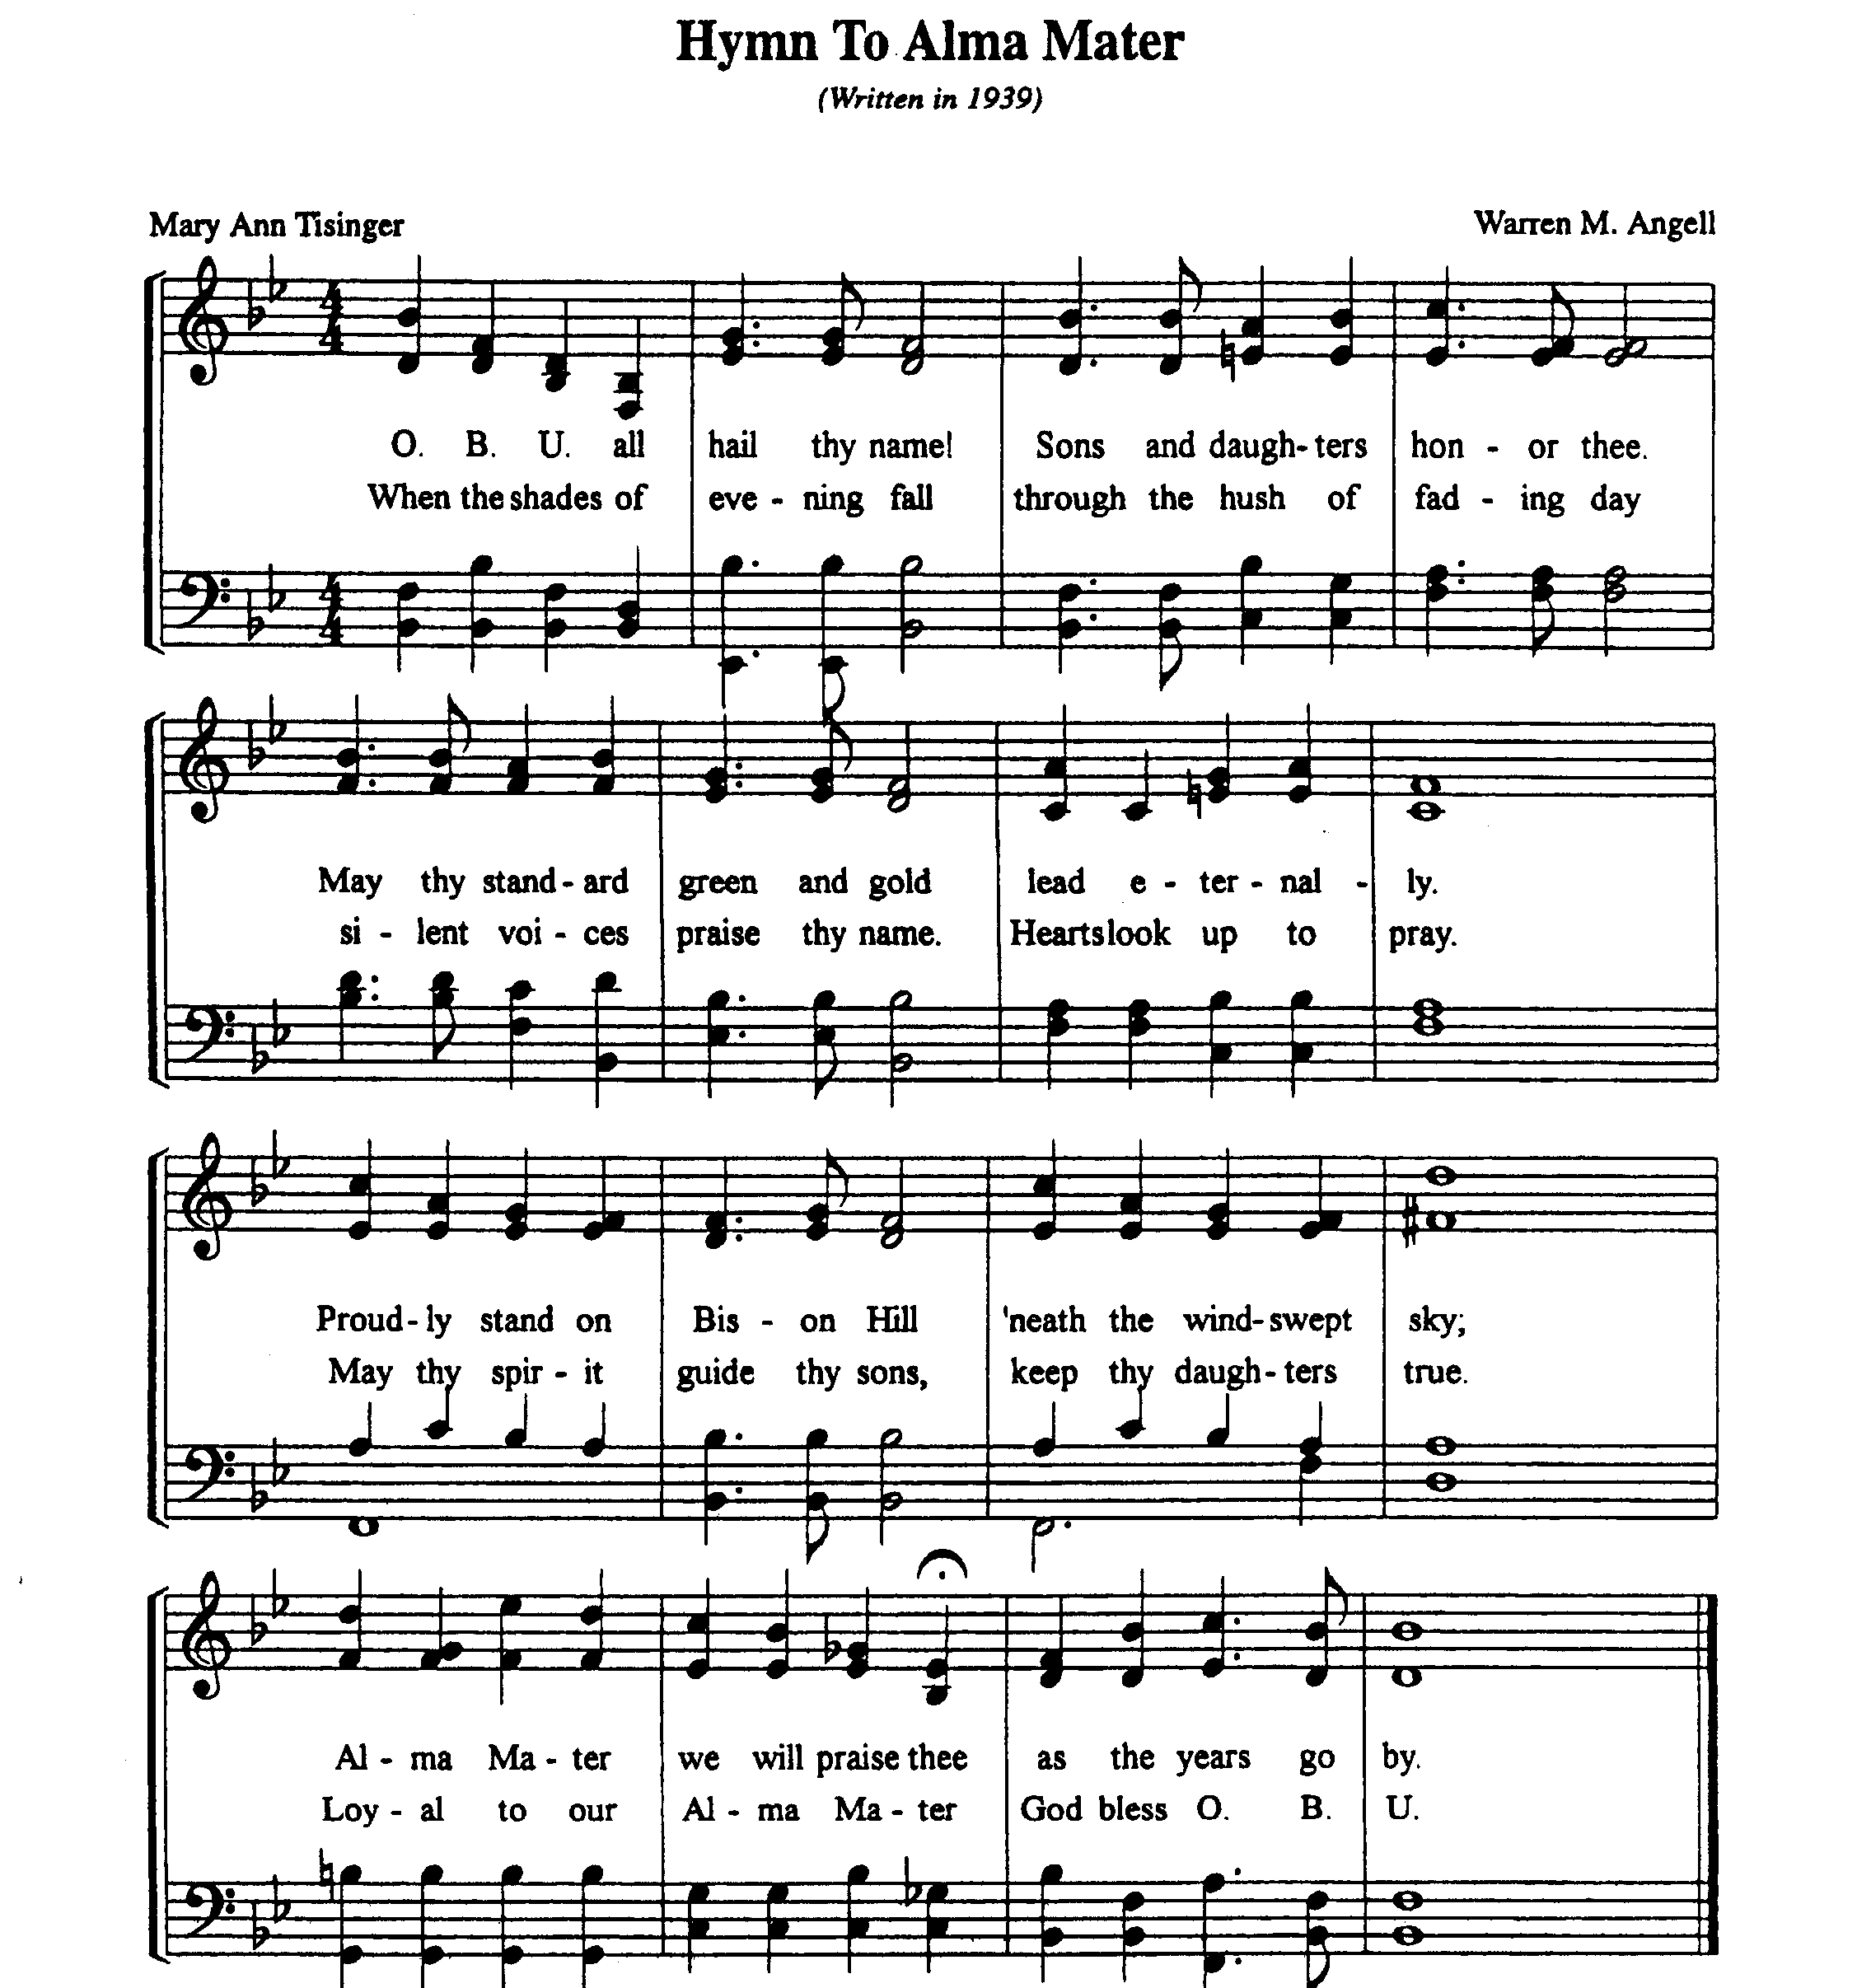 Hymn To Alma Mater
(Written in 1939)
Mary Ann Tisinger
Warren M. Angell
O. B. U. all hail thy name! Sons and daugh-ters hon - or thee.
When the shades of eve - ning fall through the hush of fad - ing day
May thy stand-ard green and gold lead e - ter - nal - ly.
si - lent voi - ces praise thy name. Hearts look up to pray.
Proud-ly stand on Bis - on Hill 'neath the wind-swept sky;
May thy spir - it guide thy sons, keep thy daugh-ters true.
Al - ma Ma - ter we will praise thee as the years go by.
Loy - al to our Al - ma Ma - ter God bless O. B. U.